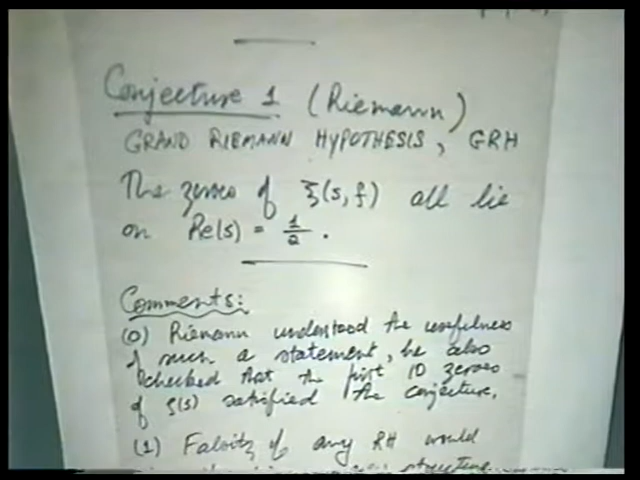 Conjecture 1 (Riemann)
GRAND RIEMANN HYPOTHESIS, GRH
The zeros of ξ(s, f) all lie
on Re(s) = 1/2 .
Comments:
(0) Riemann understood the usefulness
of such a statement, he also
checked that the first 10 zeros
of ζ(s) satisfied the conjecture.
(1) Falsity of any RH would
structure